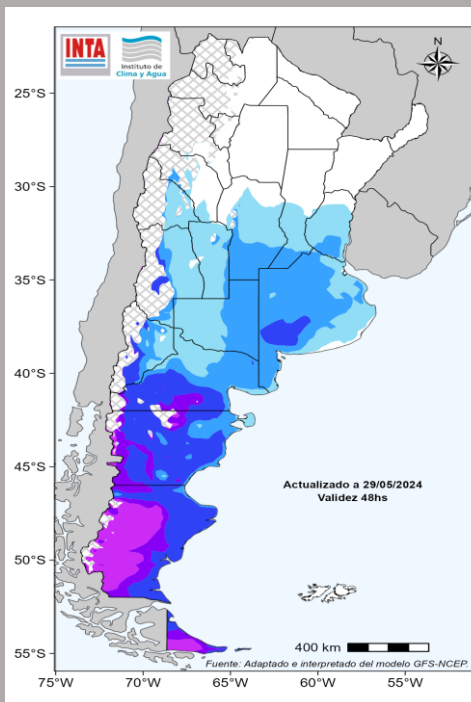 INTA
Instituto de
Clima y Agua
N
25°S
30°S
35°S
40°S
45°S
50°S
55°S
Actualizado a 29/05/2024
Validez 48hs
400 km
Fuente: Adaptado e interpretado del modelo GFS-NCEP.
75°W
70°W
65°W
60°W
55°W